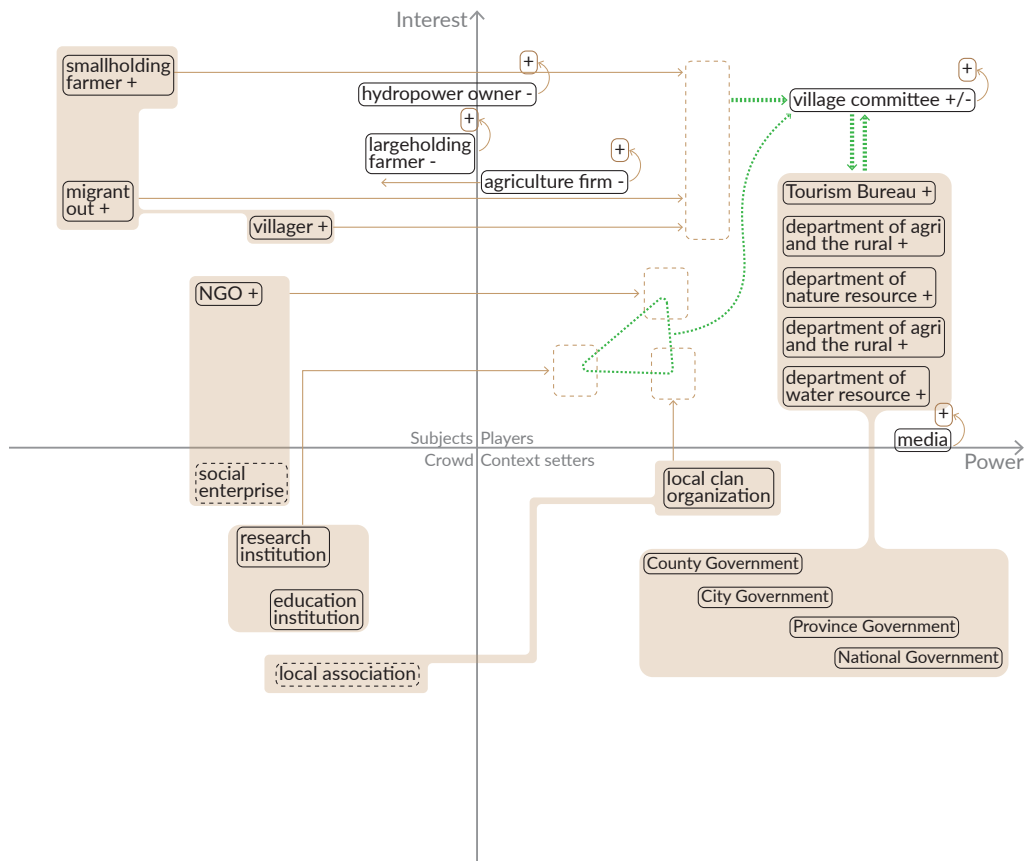 Interest
smallholding
farmer +
+
hydropower owner -
+
village committee +/-
+
largeholding
farmer -
+
agriculture firm -
migrant
out +
villager +
Tourism Bureau +
department of agri
and the rural +
department of
nature resource +
department of agri
and the rural +
department of
water resource +
NGO +
+
media
Subjects
Players
Crowd
Context setters
Power
social
enterprise
local clan
organization
research
institution
education
institution
local association
County Government
City Government
Province Government
National Government